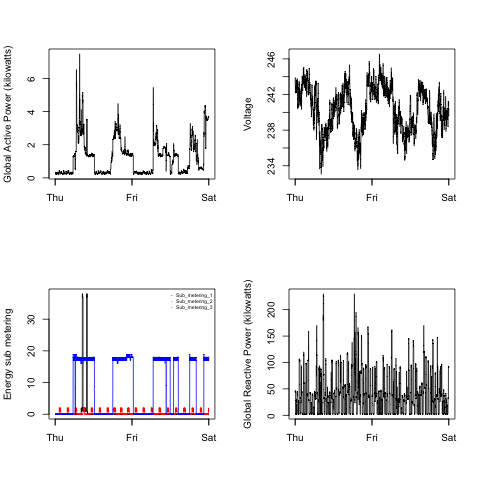 Global Active Power (kilowatts)
0 2 4 6
Thu Fri Sat
Voltage
234 238 242 246
Thu Fri Sat
Energy sub metering
0 10 20 30
Sub_metering_1
Sub_metering_2
Sub_metering_3
Thu Fri Sat
Global Reactive Power (kilowatts)
0 50 100 150 200
Thu Fri Sat